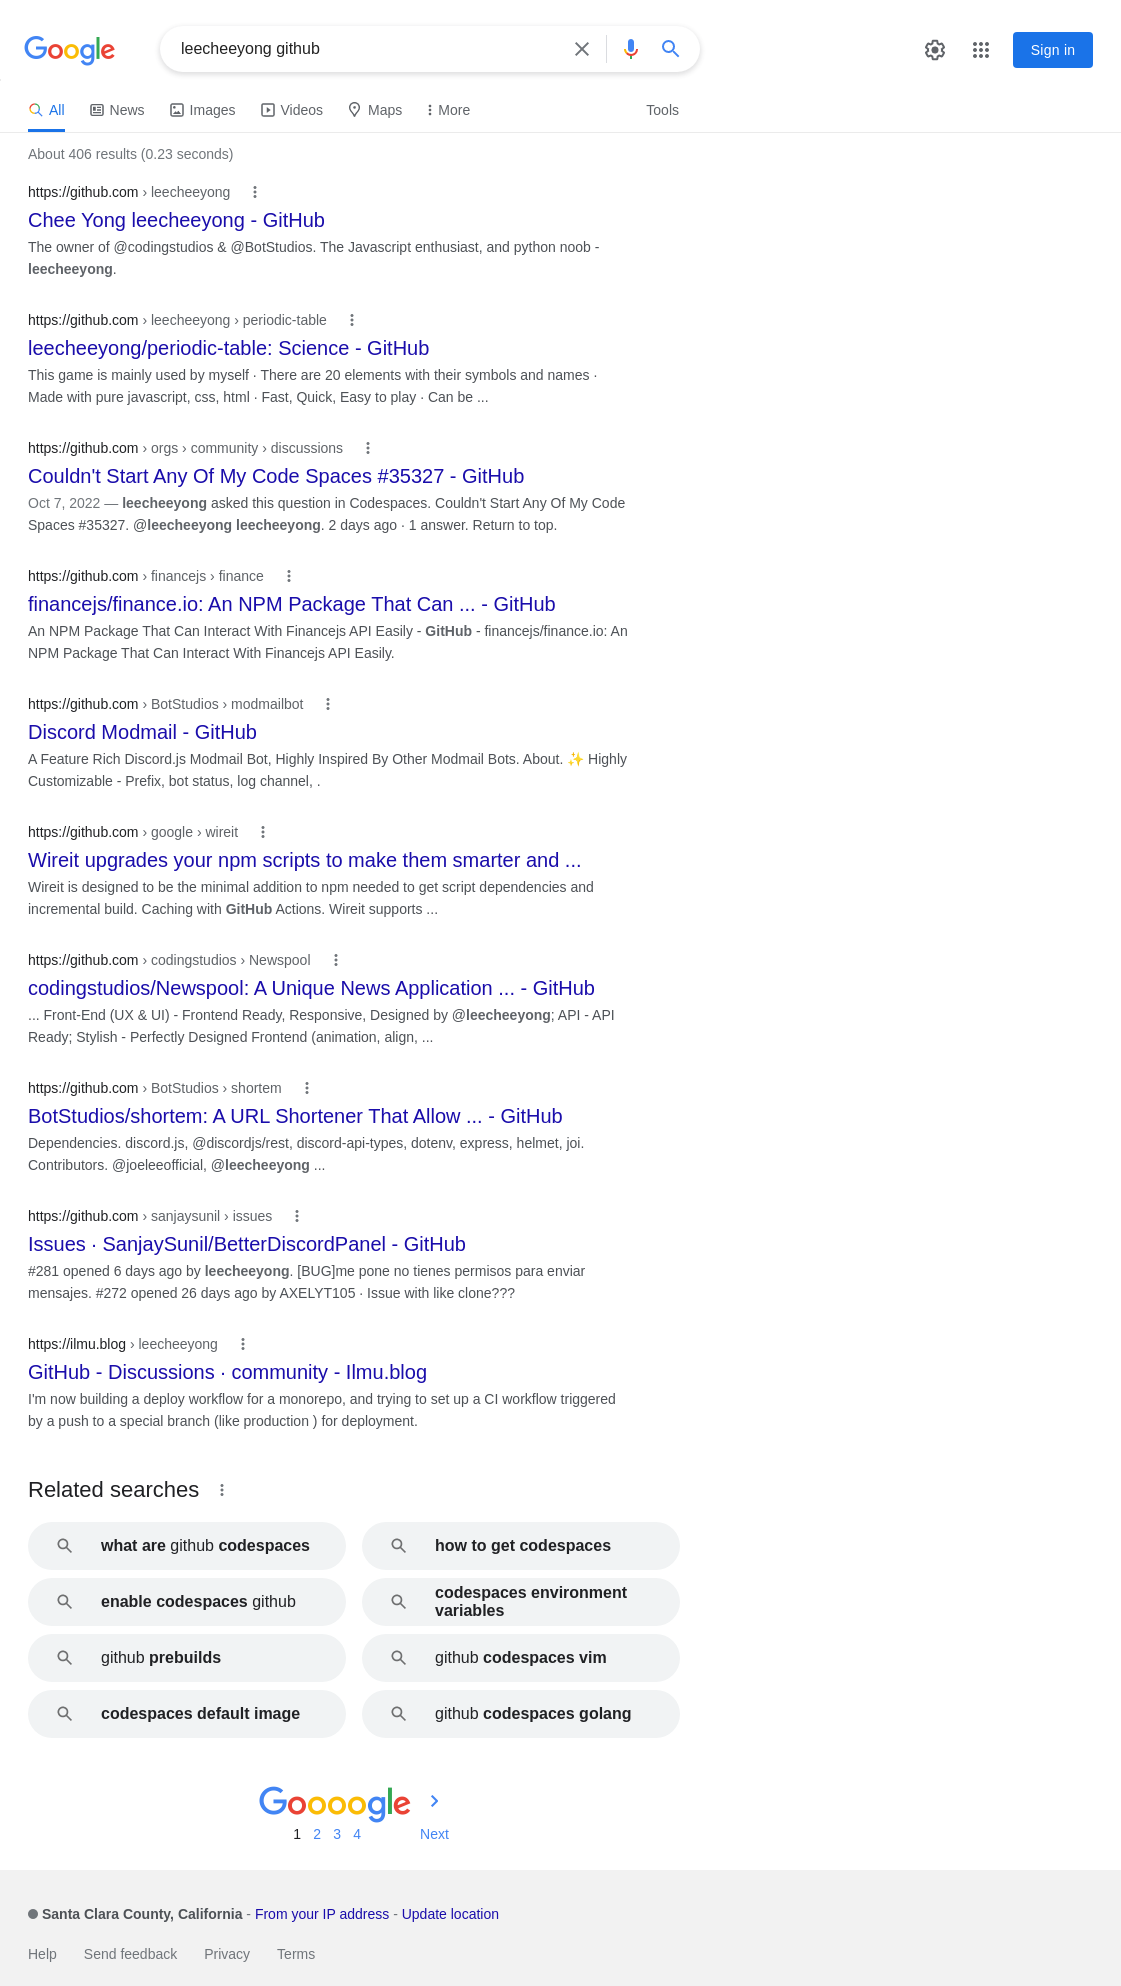 Google
leecheeyong github
Sign in
All News Images Videos Maps More Tools
About 406 results (0.23 seconds)
https://github.com › leecheeyong
Chee Yong leecheeyong - GitHub
The owner of @codingstudios & @BotStudios. The Javascript enthusiast, and python noob -
leecheeyong.
https://github.com › leecheeyong › periodic-table
leecheeyong/periodic-table: Science - GitHub
This game is mainly used by myself · There are 20 elements with their symbols and names ·
Made with pure javascript, css, html · Fast, Quick, Easy to play · Can be ...
https://github.com › orgs › community › discussions
Couldn't Start Any Of My Code Spaces #35327 - GitHub
Oct 7, 2022 — leecheeyong asked this question in Codespaces. Couldn't Start Any Of My Code
Spaces #35327. @leecheeyong leecheeyong. 2 days ago · 1 answer. Return to top.
https://github.com › financejs › finance
financejs/finance.io: An NPM Package That Can ... - GitHub
An NPM Package That Can Interact With Financejs API Easily - GitHub - financejs/finance.io: An
NPM Package That Can Interact With Financejs API Easily.
https://github.com › BotStudios › modmailbot
Discord Modmail - GitHub
A Feature Rich Discord.js Modmail Bot, Highly Inspired By Other Modmail Bots. About. ✨ Highly
Customizable - Prefix, bot status, log channel, .
https://github.com › google › wireit
Wireit upgrades your npm scripts to make them smarter and ...
Wireit is designed to be the minimal addition to npm needed to get script dependencies and
incremental build. Caching with GitHub Actions. Wireit supports ...
https://github.com › codingstudios › Newspool
codingstudios/Newspool: A Unique News Application ... - GitHub
... Front-End (UX & UI) - Frontend Ready, Responsive, Designed by @leecheeyong; API - API
Ready; Stylish - Perfectly Designed Frontend (animation, align, ...
https://github.com › BotStudios › shortem
BotStudios/shortem: A URL Shortener That Allow ... - GitHub
Dependencies. discord.js, @discordjs/rest, discord-api-types, dotenv, express, helmet, joi.
Contributors. @joeleeofficial, @leecheeyong ...
https://github.com › sanjaysunil › issues
Issues · SanjaySunil/BetterDiscordPanel - GitHub
#281 opened 6 days ago by leecheeyong. [BUG]me pone no tienes permisos para enviar
mensajes. #272 opened 26 days ago by AXELYT105 · Issue with like clone???
https://ilmu.blog › leecheeyong
GitHub - Discussions · community - Ilmu.blog
I'm now building a deploy workflow for a monorepo, and trying to set up a CI workflow triggered
by a push to a special branch (like production ) for deployment.
Related searches
what are github codespaces
how to get codespaces
enable codespaces github
codespaces environment
variables
github prebuilds
github codespaces vim
codespaces default image
github codespaces golang
Goooogle
1 2 3 4 Next
Santa Clara County, California - From your IP address - Update location
Help Send feedback Privacy Terms